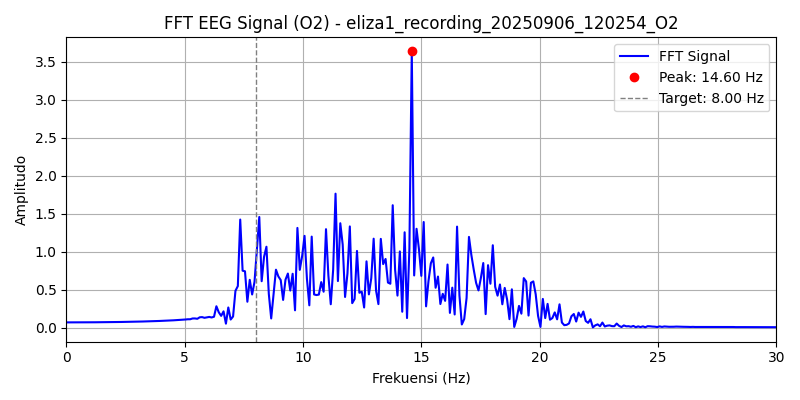 FFT EEG Signal (O2) - eliza1_recording_20250906_120254_O2
FFT Signal
Peak: 14.60 Hz
Target: 8.00 Hz
Amplitudo
3.5
3.0
2.5
2.0
1.5
1.0
0.5
0.0
0 5 10 15 20 25 30
Frekuensi (Hz)